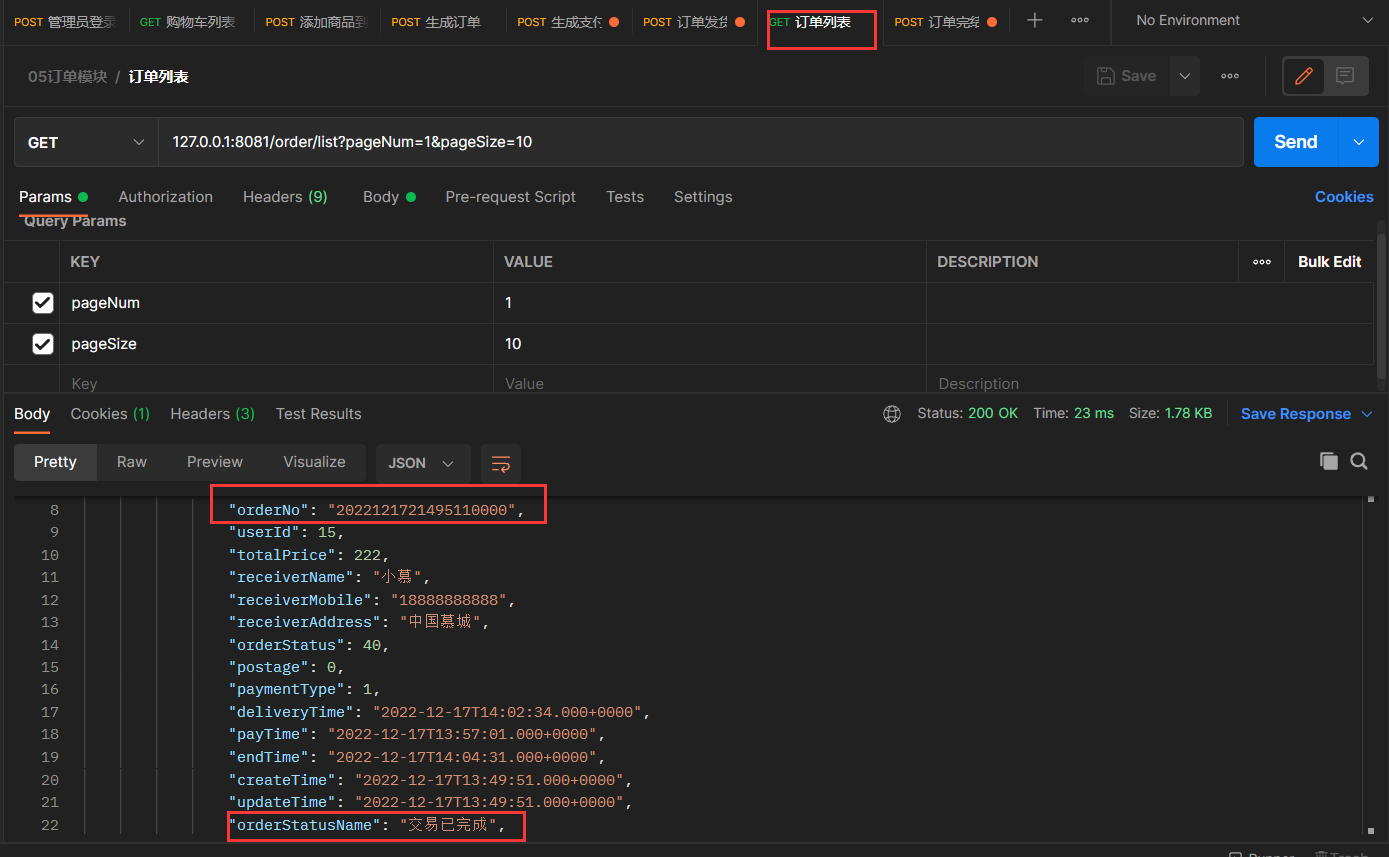 POST 管理员登录 GET 购物车列表 POST 添加商品到 POST 生成订单 POST 生成支付 POST 订单发货 GET 订单列表 POST 订单完结 No Environment
05订单模块 / 订单列表 Save
GET 127.0.0.1:8081/order/list?pageNum=1&pageSize=10 Send
Params Authorization Headers (9) Body Pre-request Script Tests Settings Cookies
Query Params
KEY VALUE DESCRIPTION Bulk Edit
pageNum 1
pageSize 10
Key Value Description
Body Cookies (1) Headers (3) Test Results Status: 200 OK Time: 23 ms Size: 1.78 KB Save Response
Pretty Raw Preview Visualize JSON
8 "orderNo": "2022121721495110000",
9 "userId": 15,
10 "totalPrice": 222,
11 "receiverName": "小慕",
12 "receiverMobile": "18888888888",
13 "receiverAddress": "中国慕城",
14 "orderStatus": 40,
15 "postage": 0,
16 "paymentType": 1,
17 "deliveryTime": "2022-12-17T14:02:34.000+0000",
18 "payTime": "2022-12-17T13:57:01.000+0000",
19 "endTime": "2022-12-17T14:04:31.000+0000",
20 "createTime": "2022-12-17T13:49:51.000+0000",
21 "updateTime": "2022-12-17T13:49:51.000+0000",
22 "orderStatusName": "交易已完成",
Runner Trash